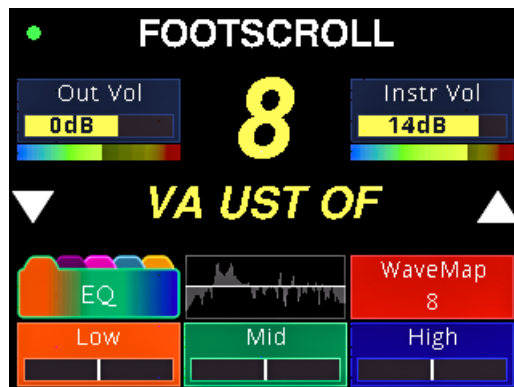 FOOTSCROLL
Out Vol
0dB
8
Instr Vol
14dB
VA UST OF
EQ
WaveMap
8
Low
Mid
High